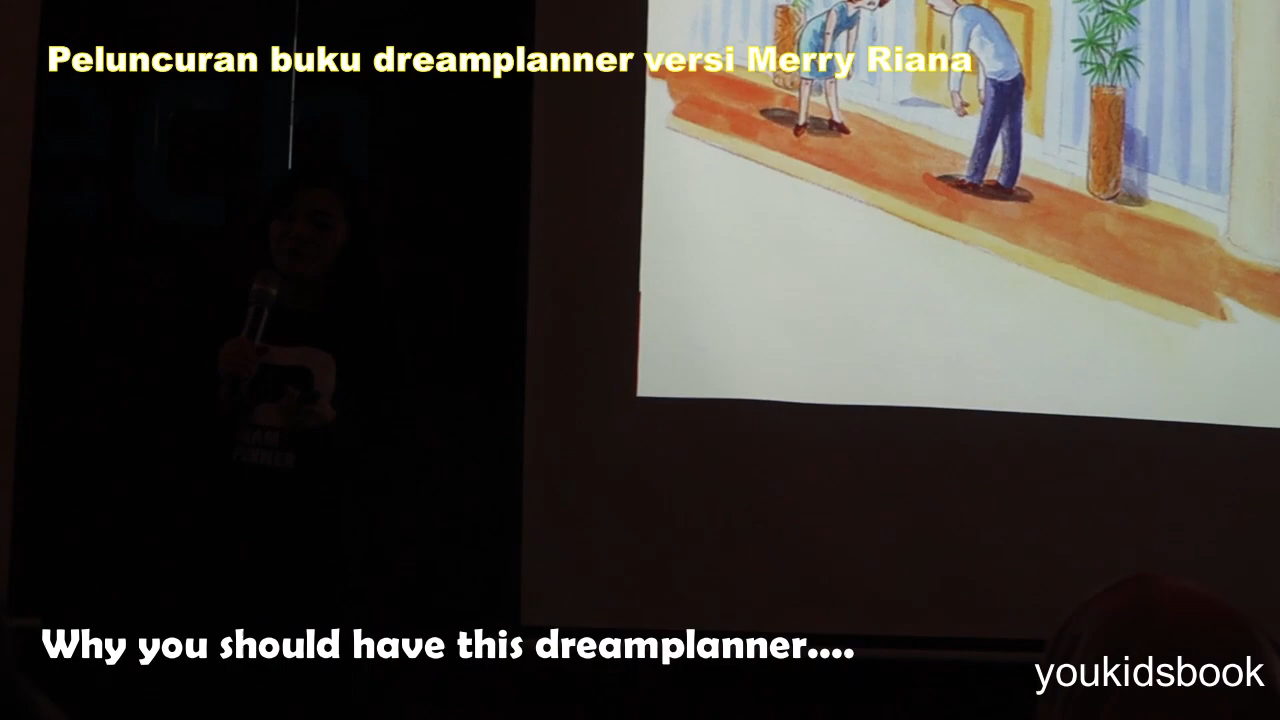 Peluncuran buku dreamplanner versi Merry Riana
Why you should have this dreamplanner....
youkidsbook